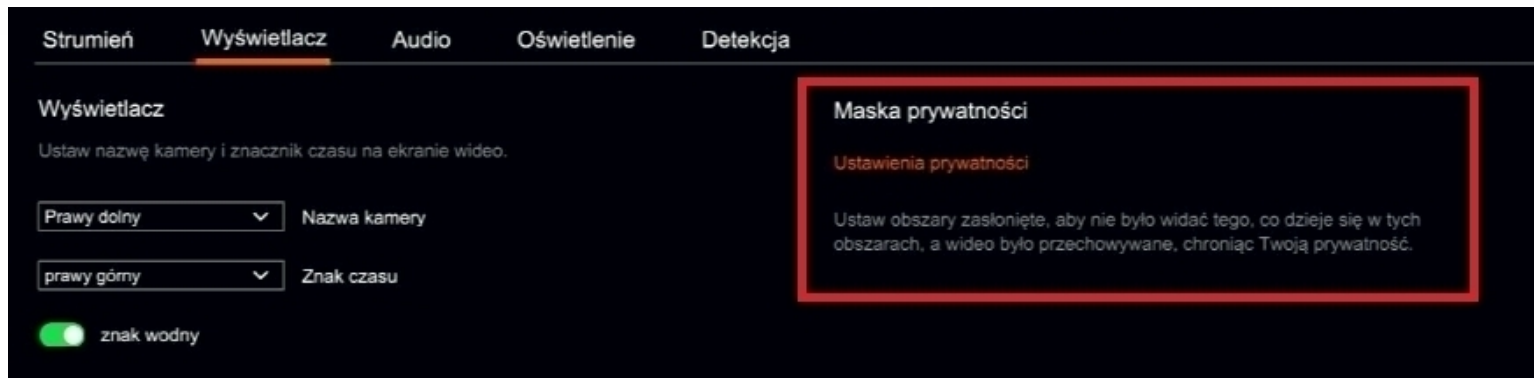 Strumień Wyświetlacz Audio Oświetlenie Detekcja
Wyświetlacz
Ustaw nazwę kamery i znacznik czasu na ekranie wideo.
Prawy dolny Nazwa kamery
prawy górny Znak czasu
znak wodny
Maska prywatności
Ustawienia prywatności
Ustaw obszary zasłonięte, aby nie było widać tego, co dzieje się w tych
obszarach, a wideo było przechowywane, chroniąc Twoją prywatność.